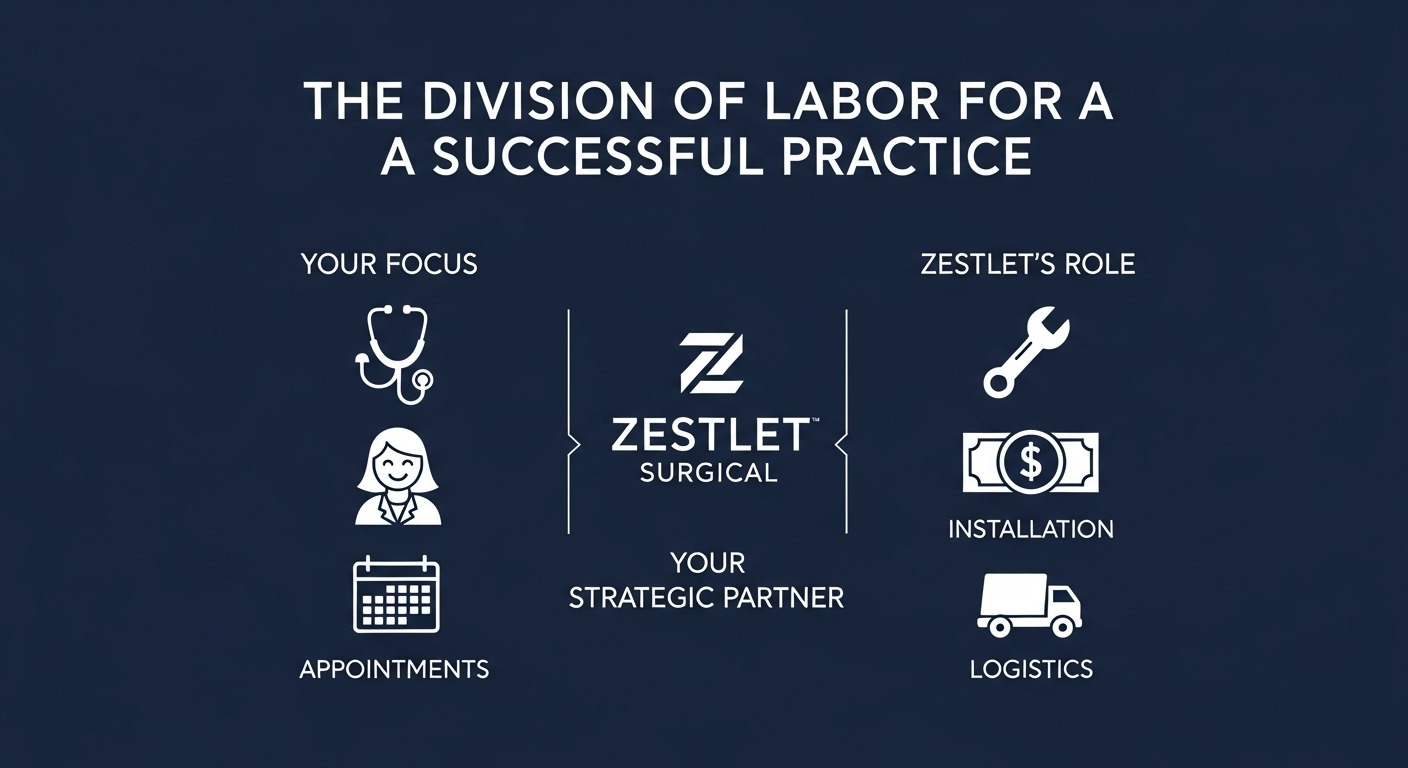 THE DIVISION OF LABOR FOR A
A SUCCESSFUL PRACTICE
YOUR FOCUS
APPOINTMENTS
ZESTLET™
SURGICAL
YOUR
STRATEGIC PARTNER
ZESTLET'S ROLE
$
INSTALLATION
LOGISTICS